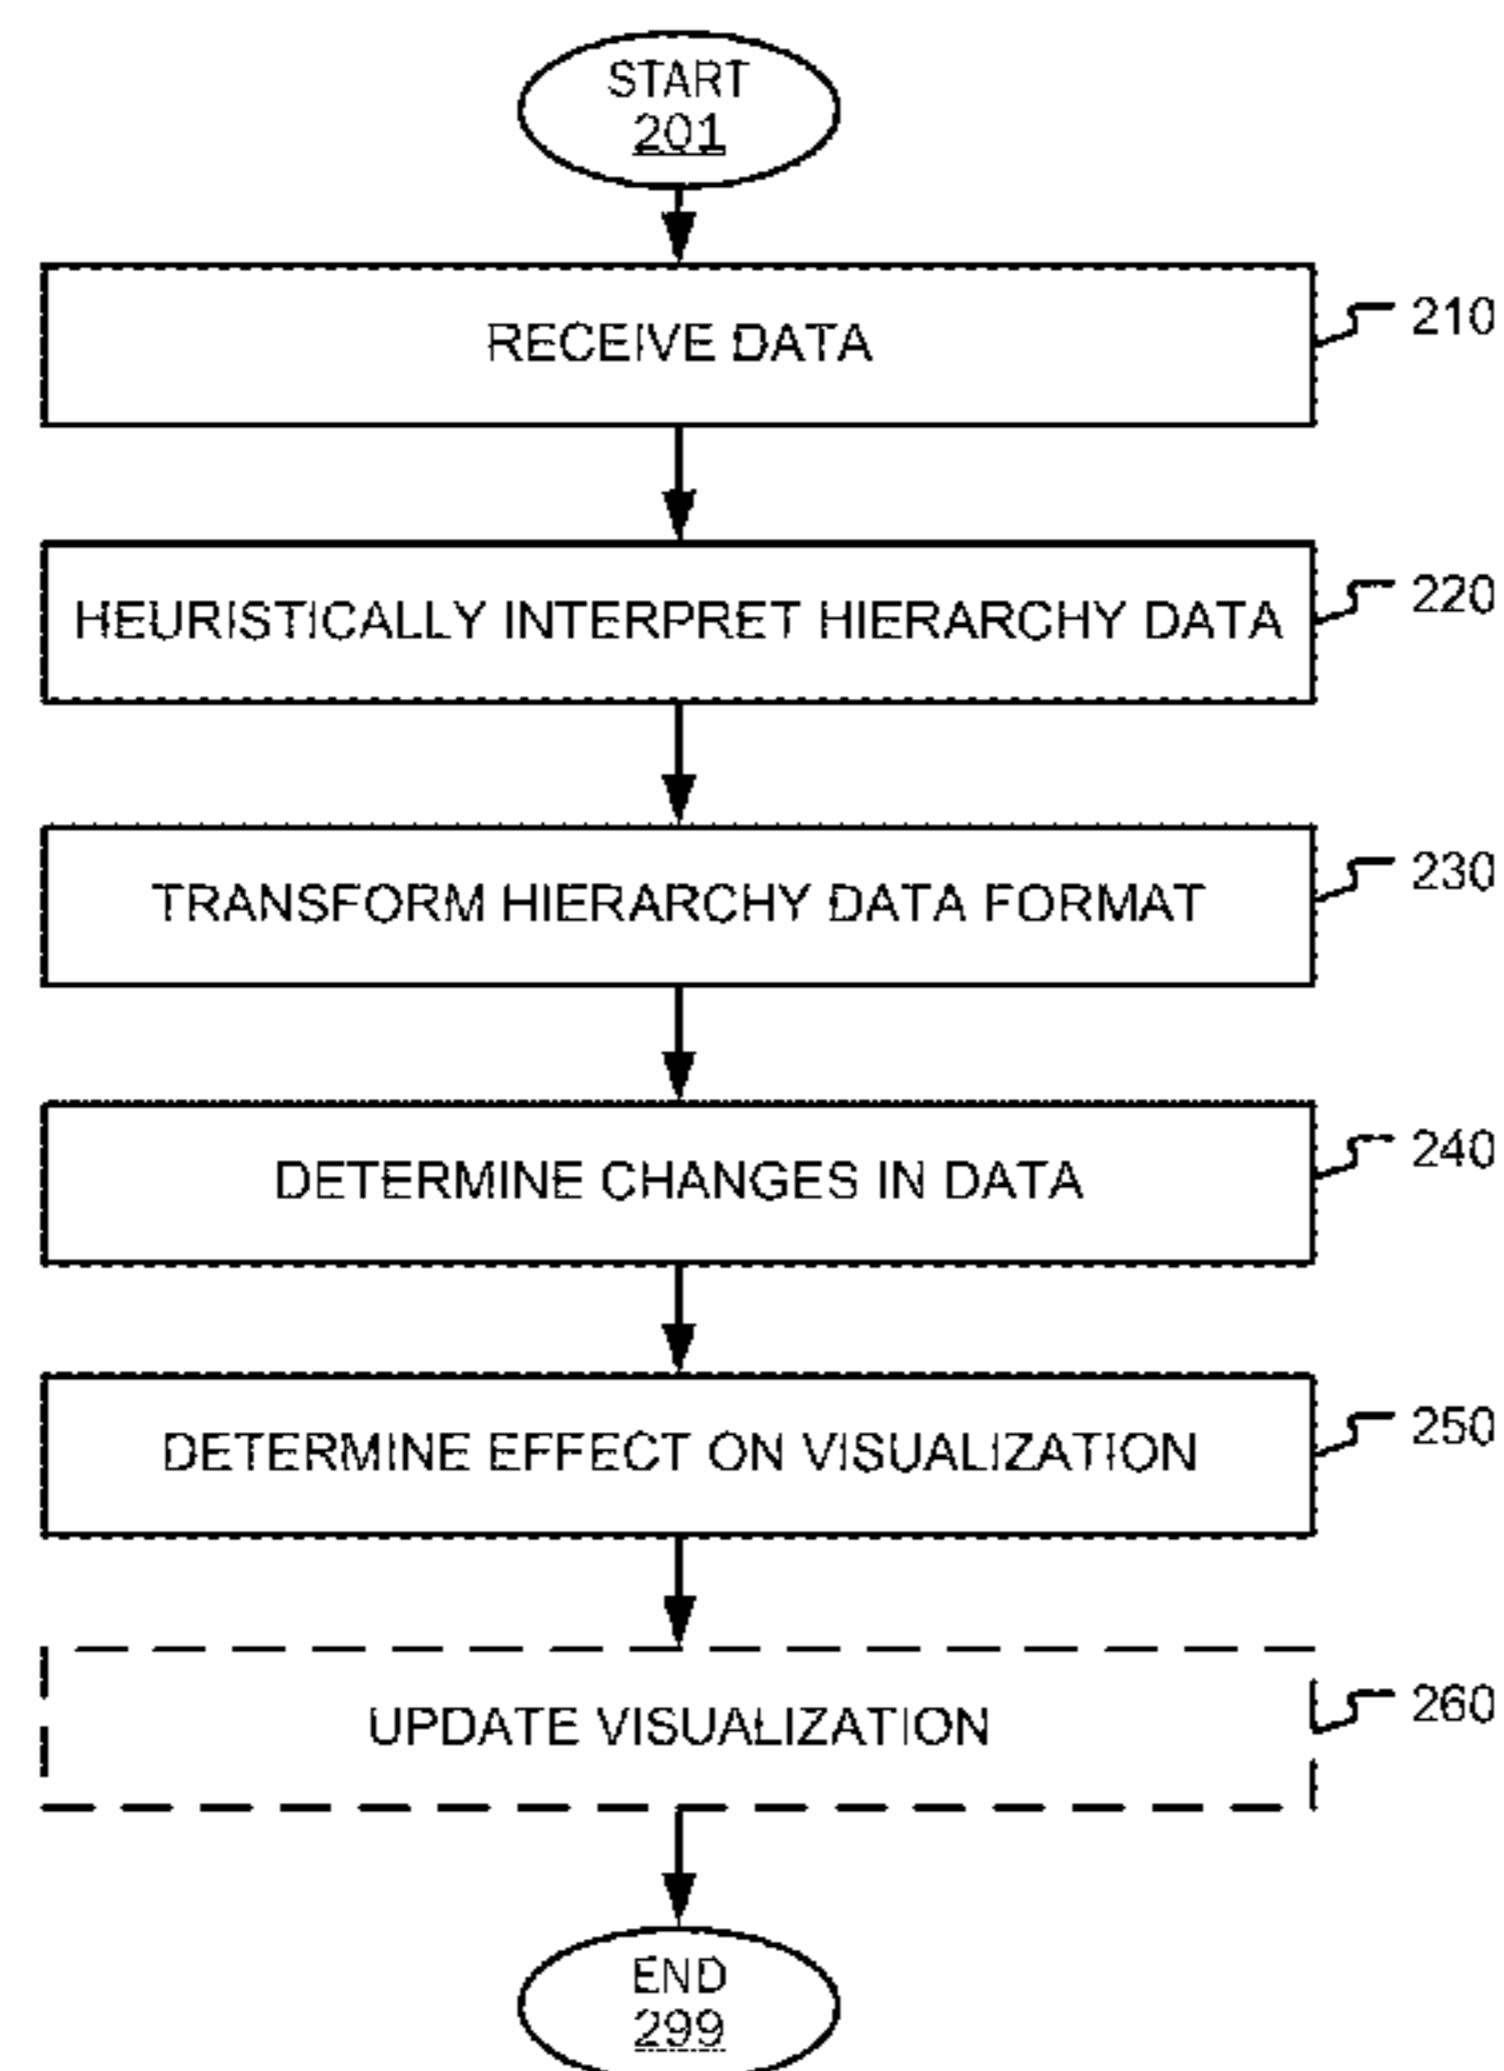 START
201
RECEIVE DATA
210
HEURISTICALLY INTERPRET HIERARCHY DATA
220
TRANSFORM HIERARCHY DATA FORMAT
230
DETERMINE CHANGES IN DATA
240
DETERMINE EFFECT ON VISUALIZATION
250
UPDATE VISUALIZATION
260
END
299